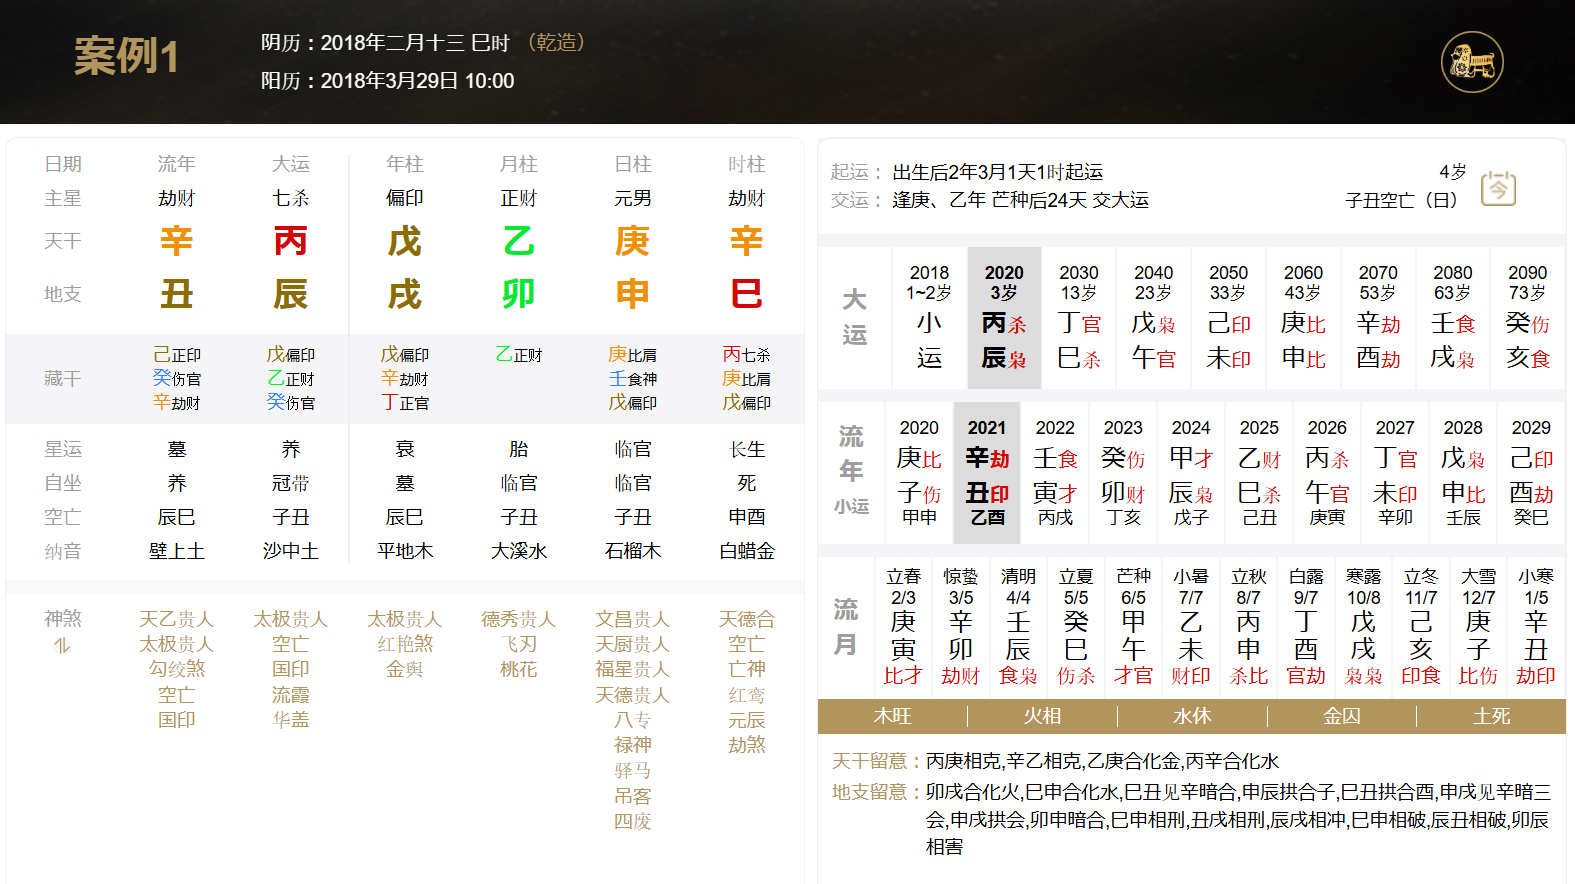 案例1
阴历：2018年二月十三 巳时 （乾造）
阳历：2018年3月29日 10:00
日期 流年 大运 年柱 月柱 日柱 时柱
主星 劫财 七杀 偏印 正财 元男 劫财
天干 辛 丙 戊 乙 庚 辛
地支 丑 辰 戌 卯 申 巳
藏干 己正印 戊偏印 戊偏印 乙正财 庚比肩 丙七杀
癸伤官 乙正财 辛劫财 壬食神 庚比肩
辛劫财 癸伤官 丁正官 戊偏印 戊偏印
星运 墓 养 衰 胎 临官 长生
自坐 养 冠带 墓 临官 临官 死
空亡 辰巳 子丑 辰巳 子丑 子丑 申酉
纳音 壁上土 沙中土 平地木 大溪水 石榴木 白蜡金
神煞 天乙贵人 太极贵人 太极贵人 德秀贵人 文昌贵人 天德合
太极贵人 空亡 红艳煞 飞刃 天厨贵人 空亡
勾绞煞 国印 金舆 桃花 福星贵人 亡神
空亡 流霞 天德贵人 红鸾
国印 华盖 八专 元辰
禄神 劫煞
驿马
吊客
四废
起运： 出生后2年3月1天1时起运 4岁
交运： 逢庚、乙年 芒种后24天 交大运 子丑空亡（日） 今
大运
2018 2020 2030 2040 2050 2060 2070 2080 2090
1~2岁 3岁 13岁 23岁 33岁 43岁 53岁 63岁 73岁
小 丙杀 丁官 戊枭 己印 庚比 辛劫 壬食 癸伤
运 辰枭 巳杀 午官 未印 申比 酉劫 戌枭 亥食
流年
小运
2020 2021 2022 2023 2024 2025 2026 2027 2028 2029
庚比 辛劫 壬食 癸伤 甲才 乙财 丙杀 丁官 戊枭 己印
子伤 丑印 寅才 卯财 辰枭 巳杀 午官 未印 申比 酉劫
甲申 乙酉 丙戌 丁亥 戊子 己丑 庚寅 辛卯 壬辰 癸巳
流月
立春 惊蛰 清明 立夏 芒种 小暑 立秋 白露 寒露 立冬 大雪 小寒
2/3 3/5 4/4 5/5 6/5 7/7 8/7 9/7 10/8 11/7 12/7 1/5
庚 辛 壬 癸 甲 乙 丙 丁 戊 己 庚 辛
寅 卯 辰 巳 午 未 申 酉 戌 亥 子 丑
比才 劫财 食枭 伤杀 才官 财印 杀比 官劫 枭枭 印食 比伤 劫印
木旺 火相 水休 金囚 土死
天干留意：丙庚相克,辛乙相克,乙庚合化金,丙辛合化水
地支留意：卯戌合化火,巳申合化水,巳丑见辛暗合,申辰拱合子,巳丑拱合酉,申戌见辛暗三
会,申戌拱会,卯申暗合,巳申相刑,丑戌相刑,辰戌相冲,巳申相破,辰丑相破,卯辰
相害